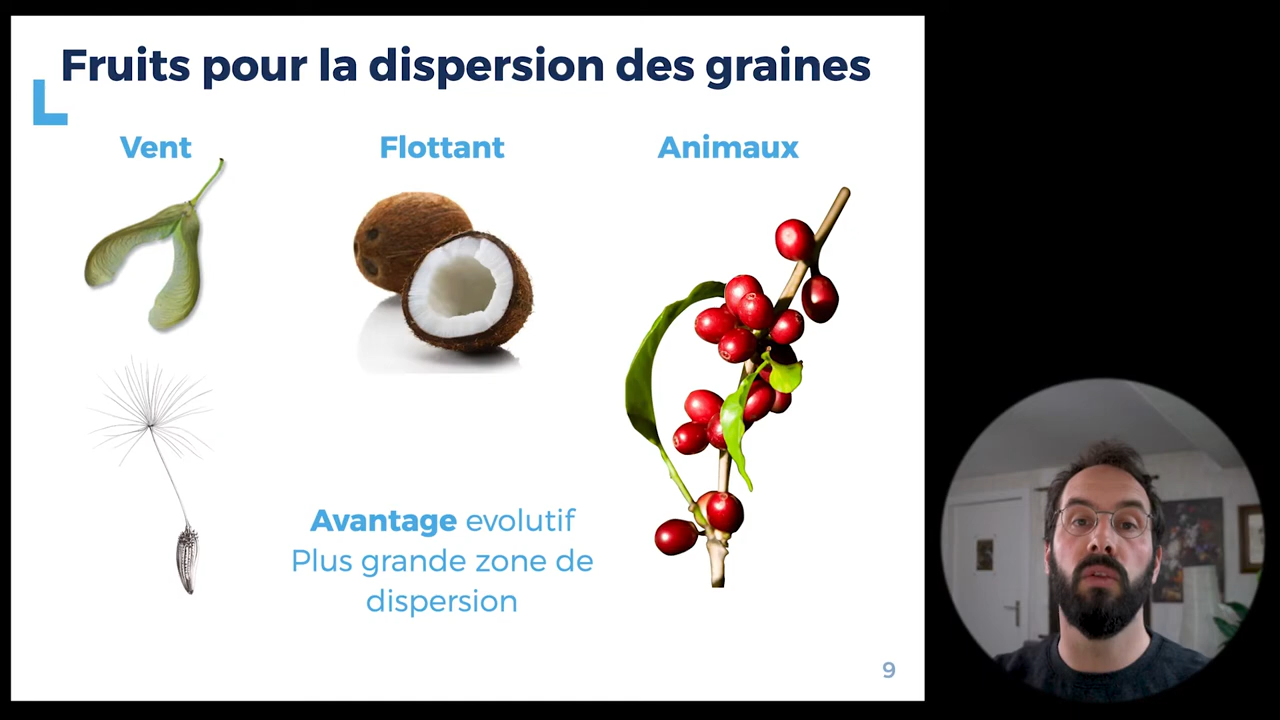 Fruits pour la dispersion des graines
Vent
Flottant
Animaux
Avantage evolutif
Plus grande zone de
dispersion
9